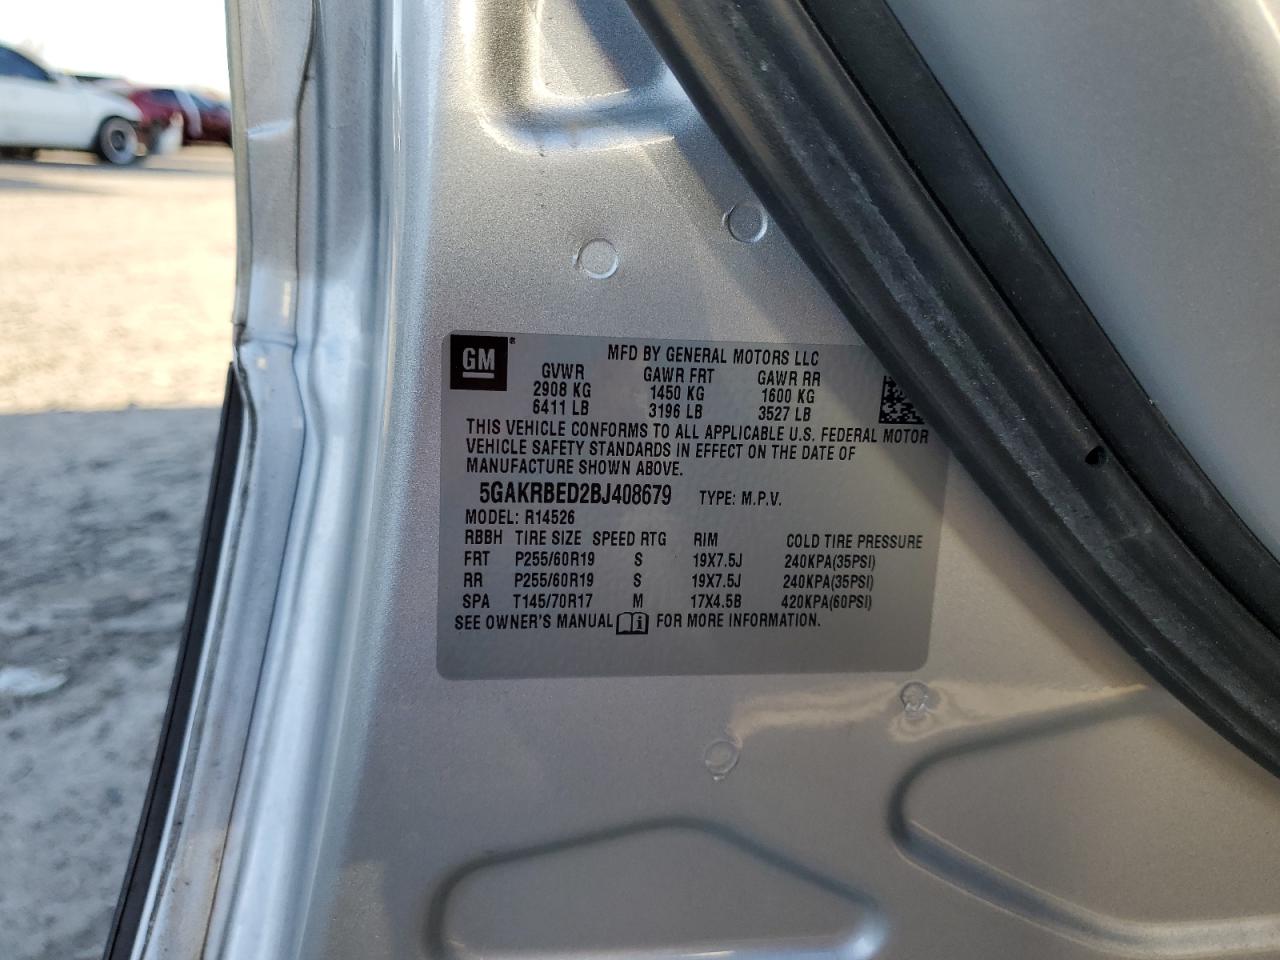 GM
MFD BY GENERAL MOTORS LLC
GVWR GAWR FRT GAWR RR
2908 KG 1450 KG 1600 KG
6411 LB 3196 LB 3527 LB
THIS VEHICLE CONFORMS TO ALL APPLICABLE U.S. FEDERAL MOTOR
VEHICLE SAFETY STANDARDS IN EFFECT ON THE DATE OF
MANUFACTURE SHOWN ABOVE.
5GAKRBED2BJ408679 TYPE: M.P.V.
MODEL: R14526
RBBH TIRE SIZE SPEED RTG RIM COLD TIRE PRESSURE
FRT P255/60R19 S 19X7.5J 240KPA(35PSI)
RR P255/60R19 S 19X7.5J 240KPA(35PSI)
SPA T145/70R17 M 17X4.5B 420KPA(60PSI)
SEE OWNER'S MANUAL FOR MORE INFORMATION.